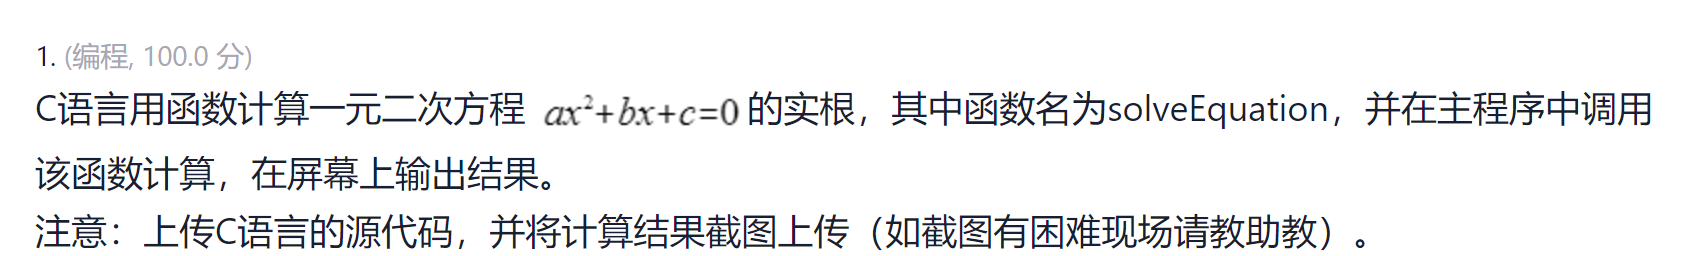 1. (编程, 100.0 分)
C语言用函数计算一元二次方程 ax²+bx+c=0 的实根，其中函数名为solveEquation，并在主程序中调用
该函数计算，在屏幕上输出结果。
注意：上传C语言的源代码，并将计算结果截图上传（如截图有困难现场请教助教）。